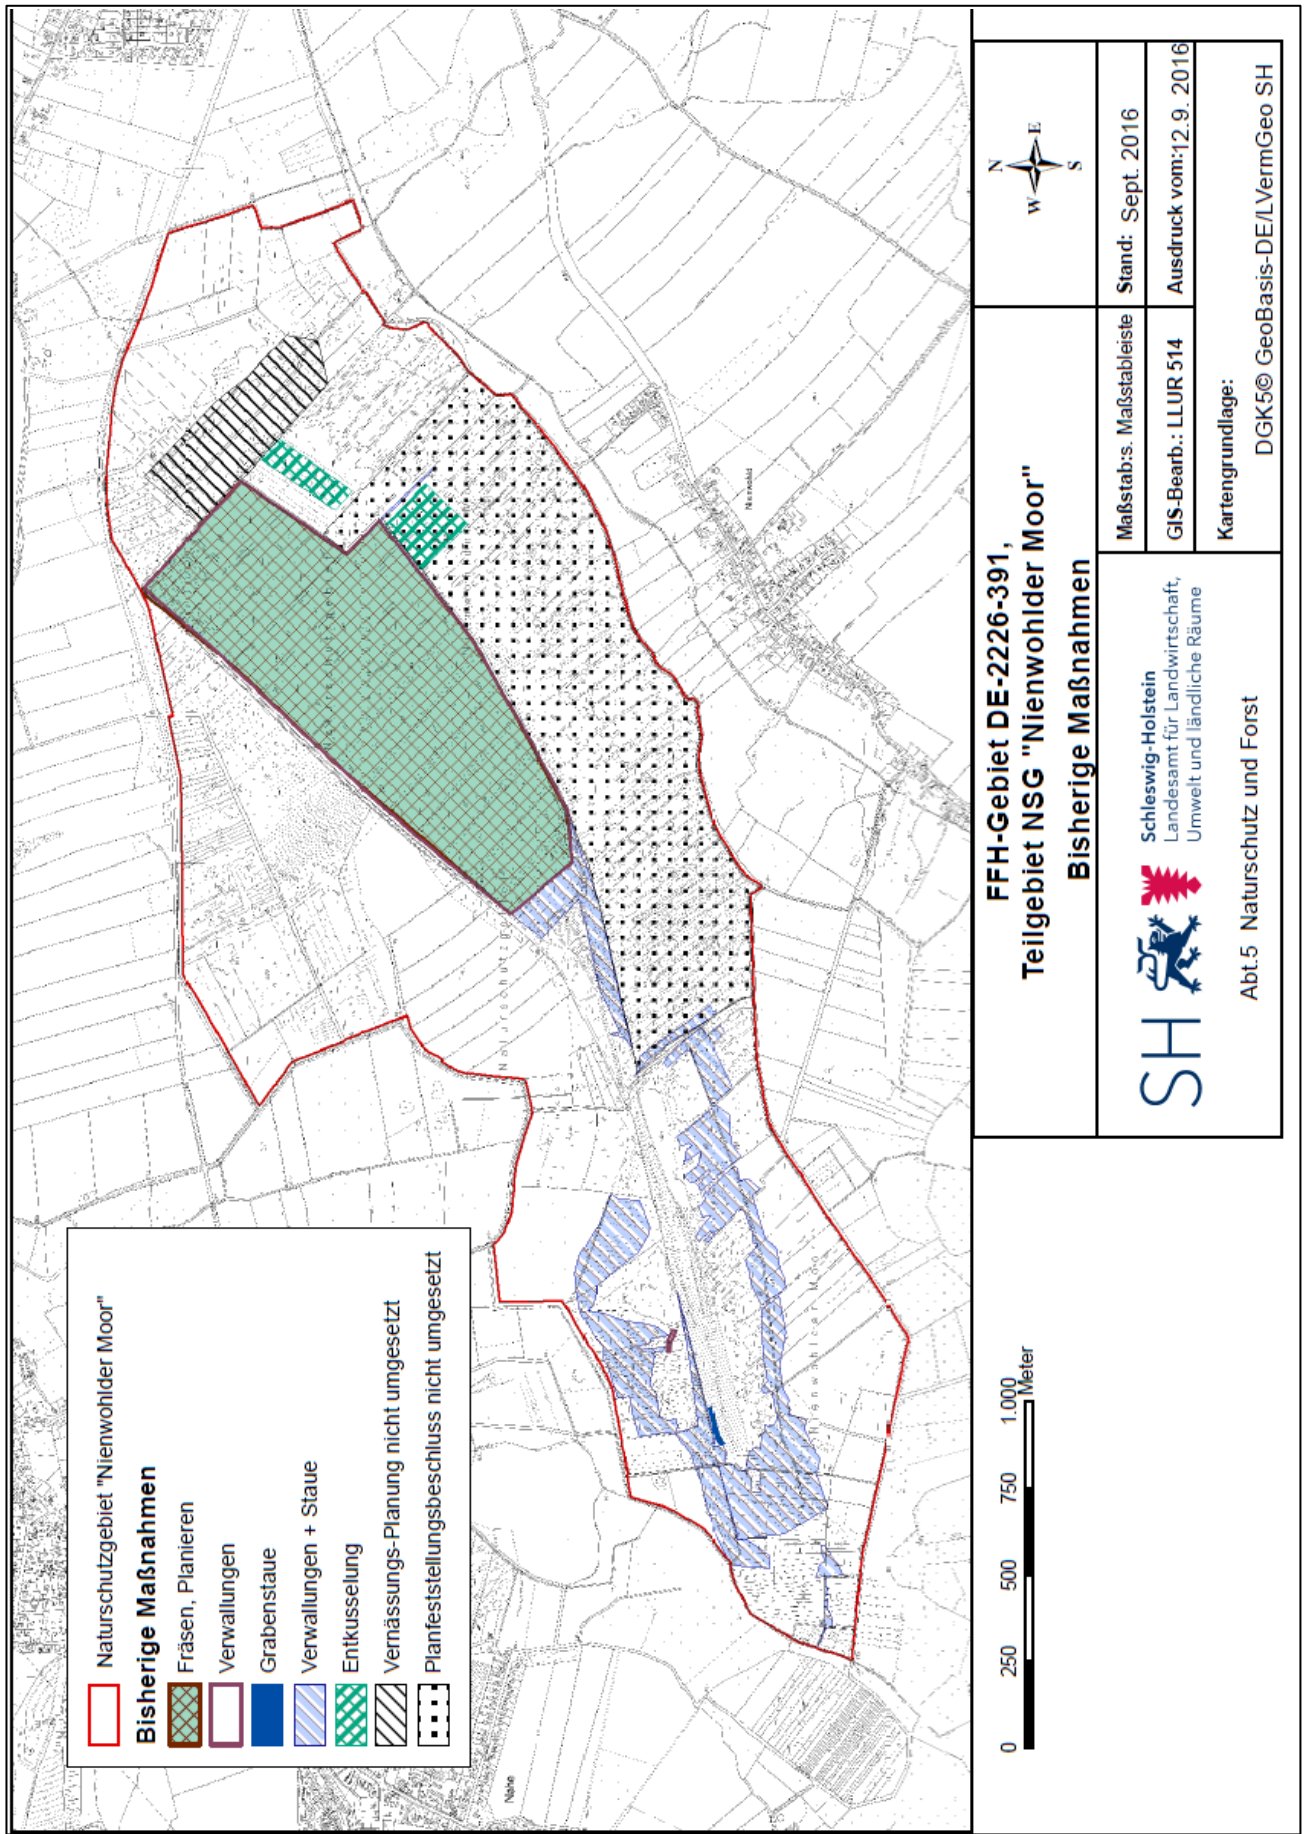 Naturschutzgebiet "Nienwohlder Moor"
Bisherige Maßnahmen
Fräsen, Planieren
Verwallungen
Grabenstaue
Verwallungen + Staue
Entkusselung
Vernässungs-Planung nicht umgesetzt
Planfeststellungsbeschluss nicht umgesetzt
Nahe
Nienwohld
0 250 500 750 1.000
Meter
FFH-Gebiet DE-2226-391,
Teilgebiet NSG "Nienwohlder Moor"
Bisherige Maßnahmen
N
W E
S
SH
Schleswig-Holstein
Landesamt für Landwirtschaft,
Umwelt und ländliche Räume
Abt.5 Naturschutz und Forst
Maßstab:s. Maßstableiste
Stand: Sept. 2016
GIS-Bearb.: LLUR 514
Ausdruck vom:12.9. 2016
Kartengrundlage:
DGK5© GeoBasis-DE/LVermGeo SH